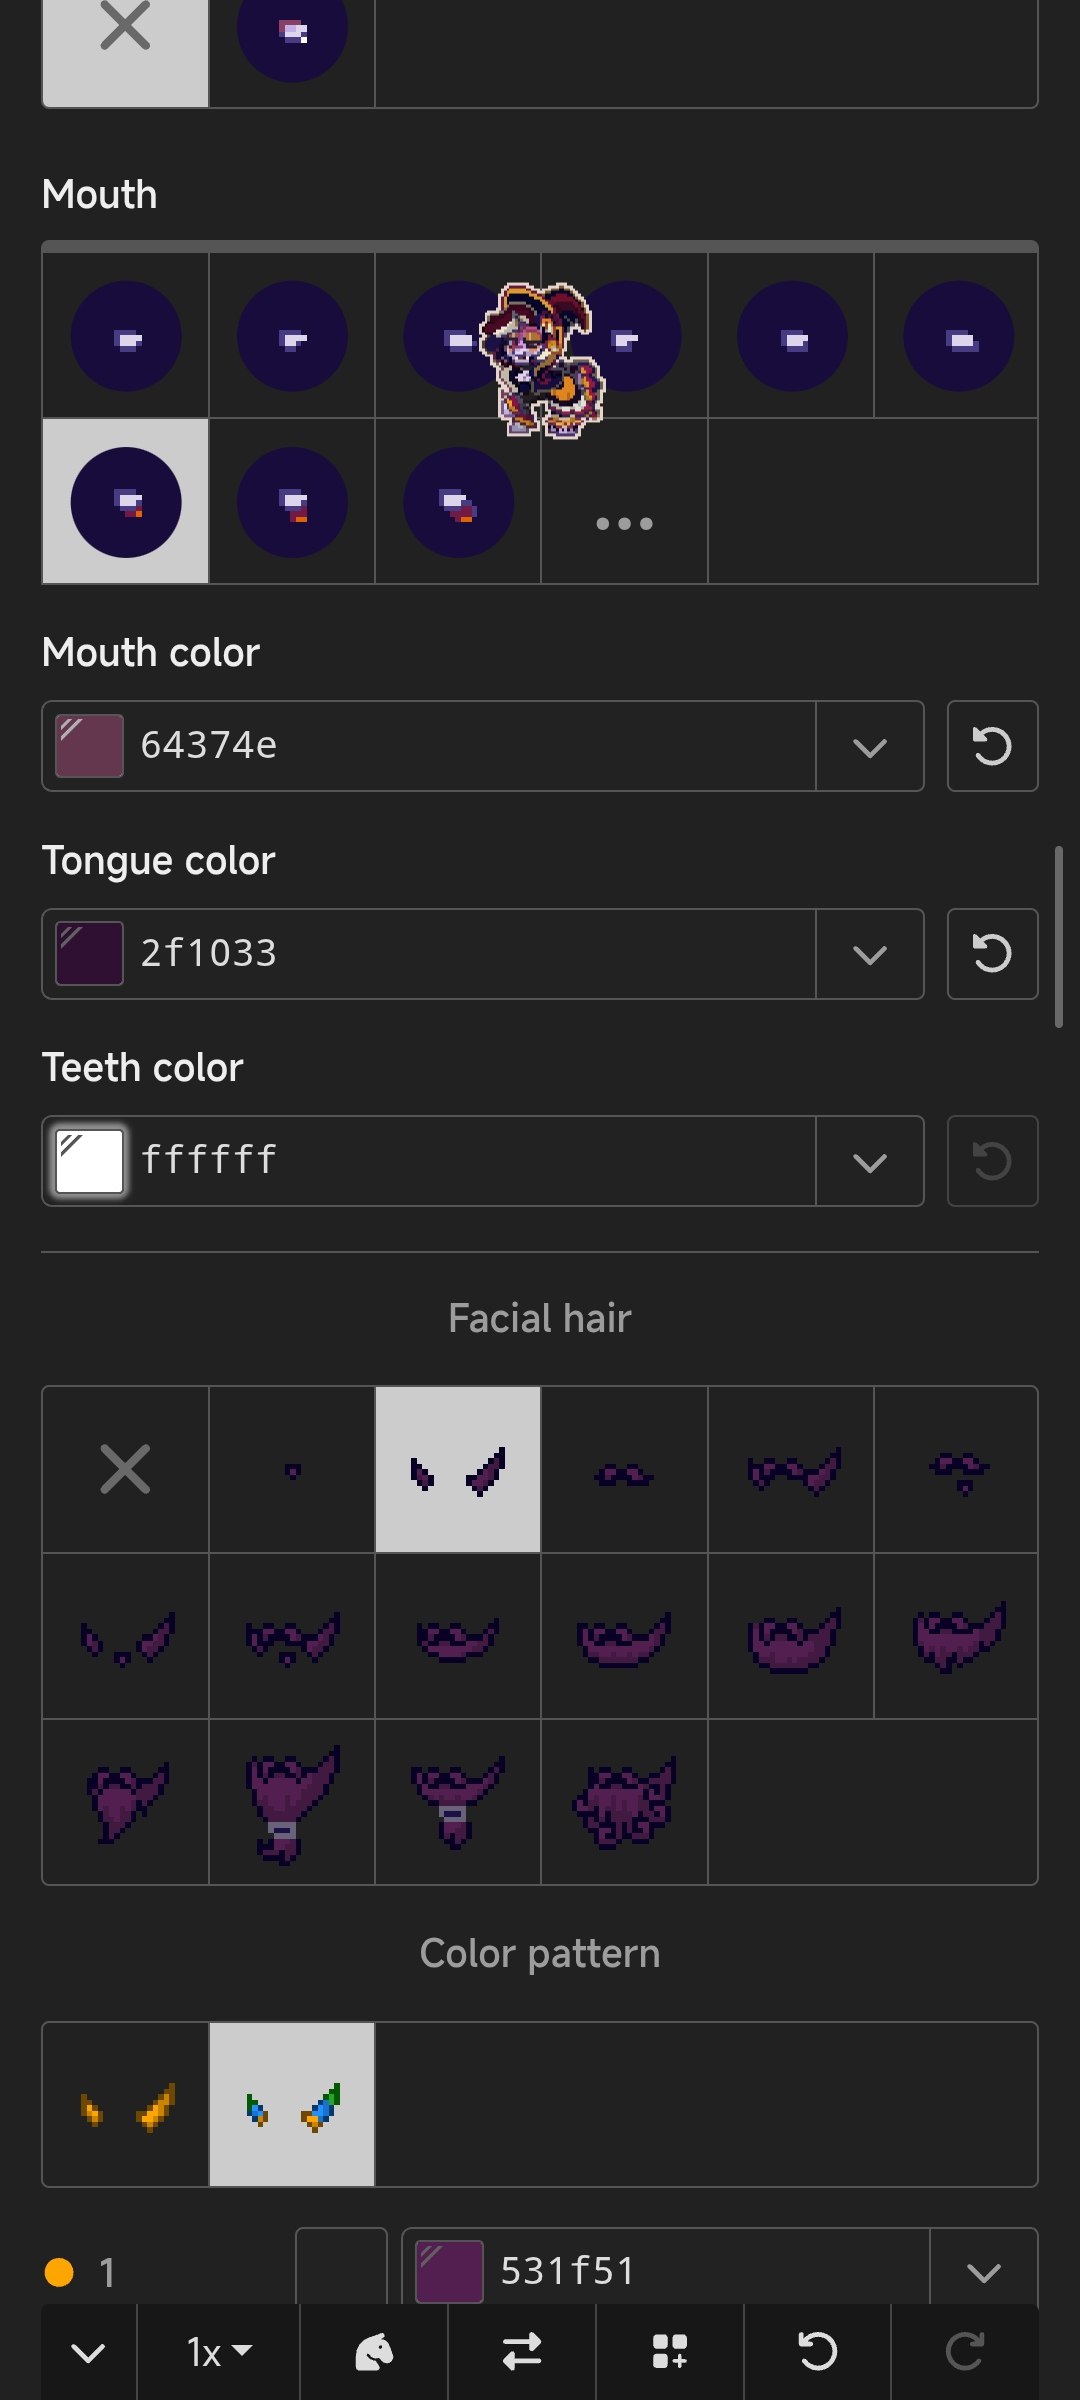 Mouth
Mouth color
64374e
Tongue color
2f1033
Teeth color
ffffff
Facial hair
Color pattern
1
531f51
1x